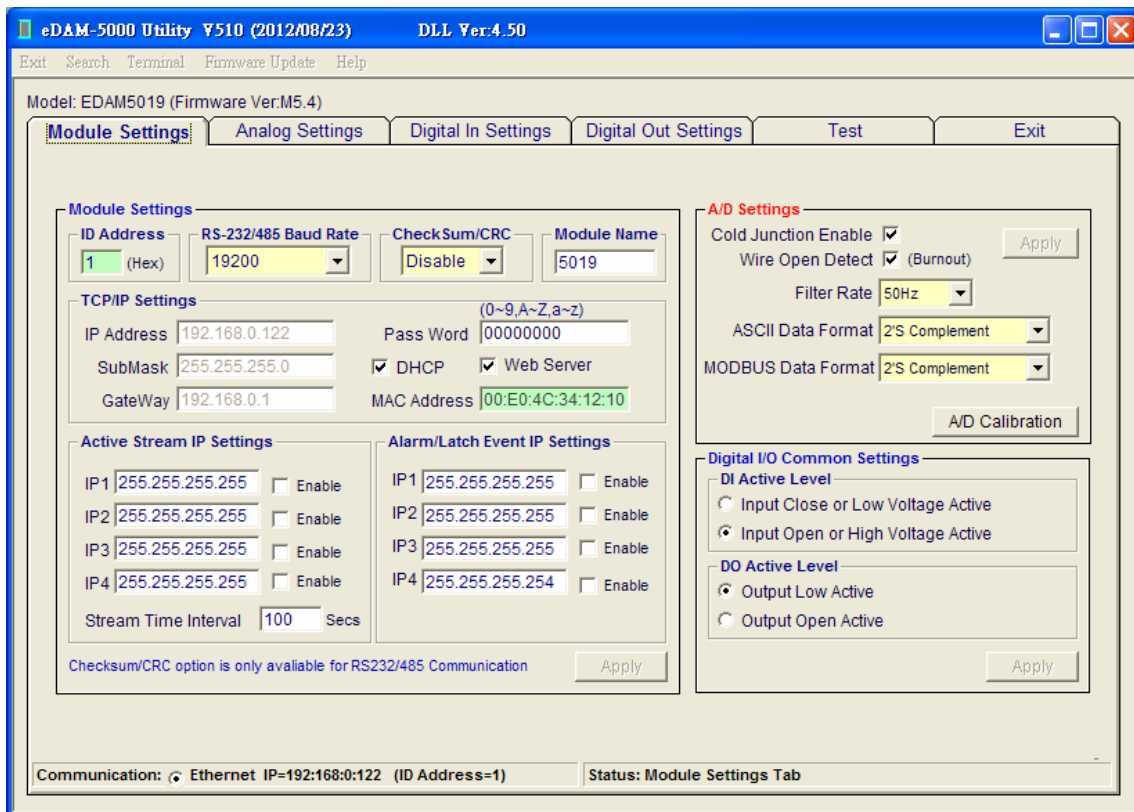 eDAM-5000 Utility V510 (2012/08/23) DLL Ver:4.50
Exit Search Terminal Firmware Update Help
Model: EDAM5019 (Firmware Ver:M5.4)
Module Settings Analog Settings Digital In Settings Digital Out Settings Test Exit
Module Settings
ID Address
1 (Hex)
RS-232/485 Baud Rate
19200
CheckSum/CRC
Disable
Module Name
5019
TCP/IP Settings
IP Address 192.168.0.122
SubMask 255.255.255.0
GateWay 192.168.0.1
(0~9,A~Z,a~z)
Pass Word 00000000
DHCP Web Server
MAC Address 00:E0:4C:34:12:10
Active Stream IP Settings
IP1 255.255.255.255 Enable
IP2 255.255.255.255 Enable
IP3 255.255.255.255 Enable
IP4 255.255.255.255 Enable
Stream Time Interval 100 Secs
Alarm/Latch Event IP Settings
IP1 255.255.255.255 Enable
IP2 255.255.255.255 Enable
IP3 255.255.255.255 Enable
IP4 255.255.255.254 Enable
Checksum/CRC option is only avaliable for RS232/485 Communication
Apply
A/D Settings
Cold Junction Enable
Apply
Wire Open Detect (Burnout)
Filter Rate 50Hz
ASCII Data Format 2'S Complement
MODBUS Data Format 2'S Complement
A/D Calibration
Digital I/O Common Settings
DI Active Level
Input Close or Low Voltage Active
Input Open or High Voltage Active
DO Active Level
Output Low Active
Output Open Active
Apply
Communication: Ethernet IP=192:168:0:122 (ID Address=1)
Status: Module Settings Tab